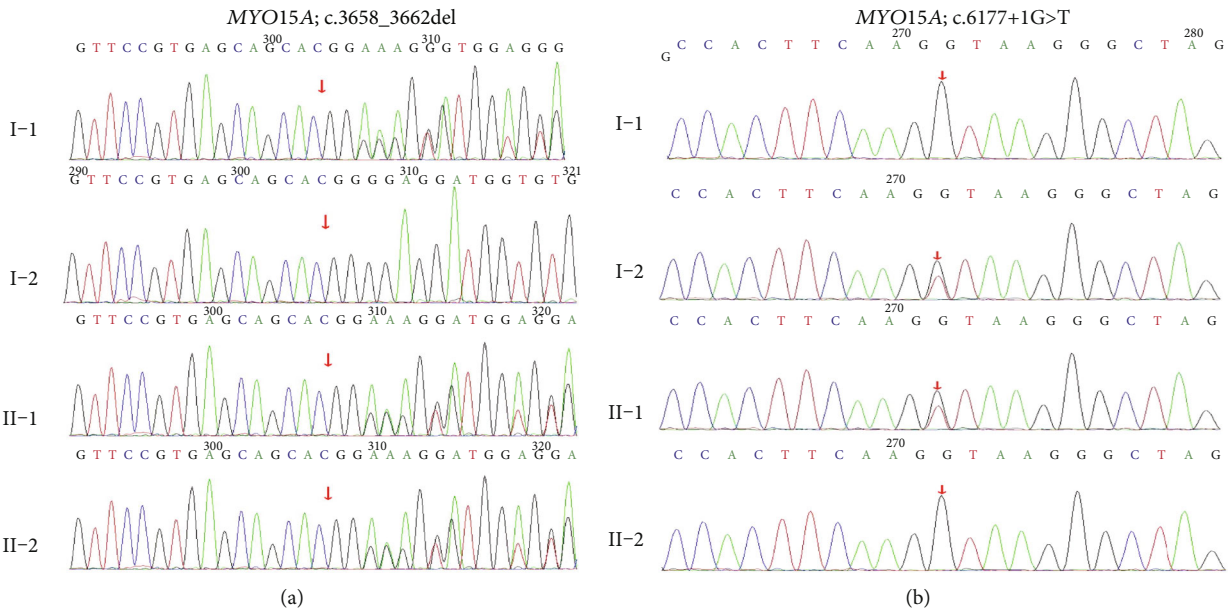 MYO15A; c.3658_3662del
300 310
G T T C C G T G A G C A G C A C G G A A A G G G T G G A G G G
I-1
290 300 310 321
G T T C C G T G A G C A G C A C G G G G A G G A T G G T G T G
I-2
300 320
G T T C C G T G A G C A G C A C G G A A A G G A T G G A G G A
II-1
300 310 320
G T T C C G T G A G C A G C A C G G A A A G G A T G G A G G A
II-2
(a)
MYO15A; c.6177+1G>T
270 280
G C C A C T T C A A G G T A A G G G C T A G
I-1
270
C C A C T T C A A G G T A A G G G C T A G
I-2
270
C C A C T T C A A G G T A A G G G C T A G
II-1
270
C C A C T T C A A G G T A A G G G C T A G
II-2
(b)